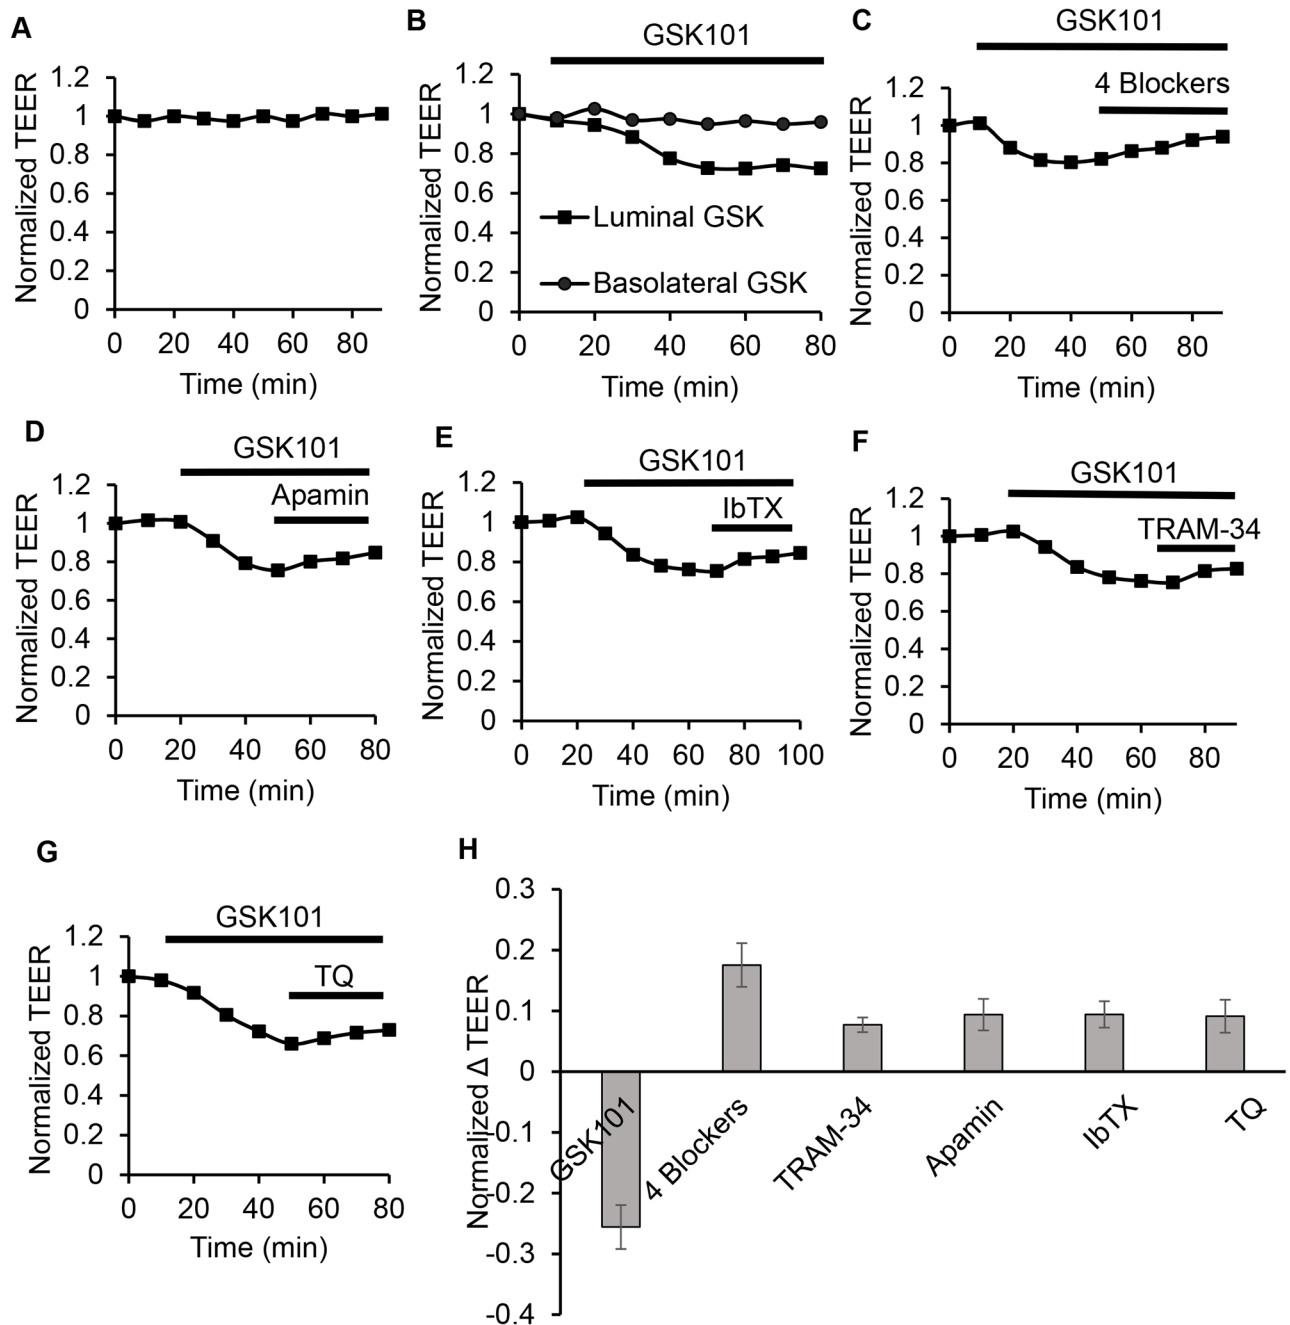 A
Normalized TEER
1.2
1
0.8
0.6
0.4
0.2
0
0 20 40 60 80
Time (min)
B
GSK101
Normalized TEER
1.2
1
0.8
0.6
0.4
0.2
0
Luminal GSK
Basolateral GSK
0 20 40 60 80
Time (min)
C
GSK101
4 Blockers
Normalized TEER
1.2
1
0.8
0.6
0.4
0.2
0
0 20 40 60 80
Time (min)
D
GSK101
Apamin
Normalized TEER
1.2
1
0.8
0.6
0.4
0.2
0
0 20 40 60 80
Time (min)
E
GSK101
IbTX
Normalized TEER
1.2
1
0.8
0.6
0.4
0.2
0
0 20 40 60 80 100
Time (min)
F
GSK101
TRAM-34
Normalized TEER
1.2
1
0.8
0.6
0.4
0.2
0
0 20 40 60 80
Time (min)
G
GSK101
TQ
Normalized TEER
1.2
1
0.8
0.6
0.4
0.2
0
0 20 40 60 80
Time (min)
H
Normalized Δ TEER
0.3
0.2
0.1
0
-0.1
-0.2
-0.3
-0.4
GSK101
4 Blockers
TRAM-34
Apamin
IbTX
TQ